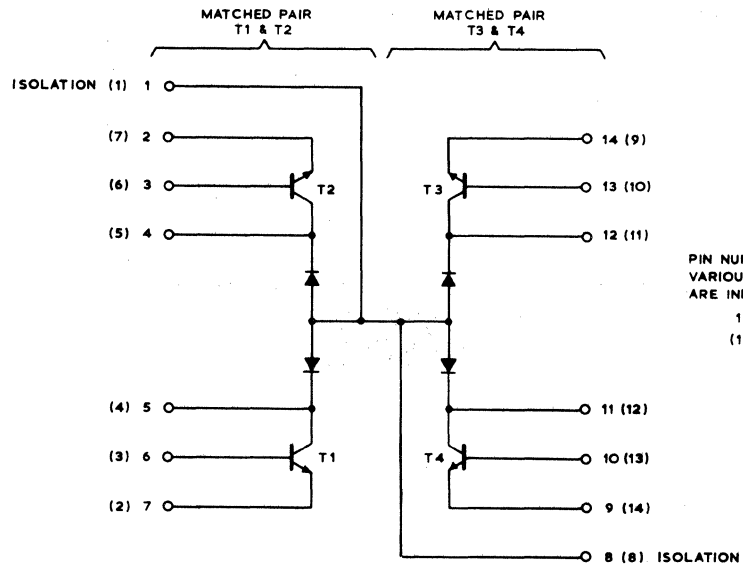 MATCHED PAIR
T1 & T2
MATCHED PAIR
T3 & T4
ISOLATION (1) 1
(7) 2
(6) 3
(5) 4
T2
14 (9)
13 (10)
12 (11)
T3
PIN NU
VARIOU
ARE IN
1
(1
(4) 5
(3) 6
(2) 7
T1
11 (12)
10 (13)
9 (14)
T4
8 (8) ISOLATION